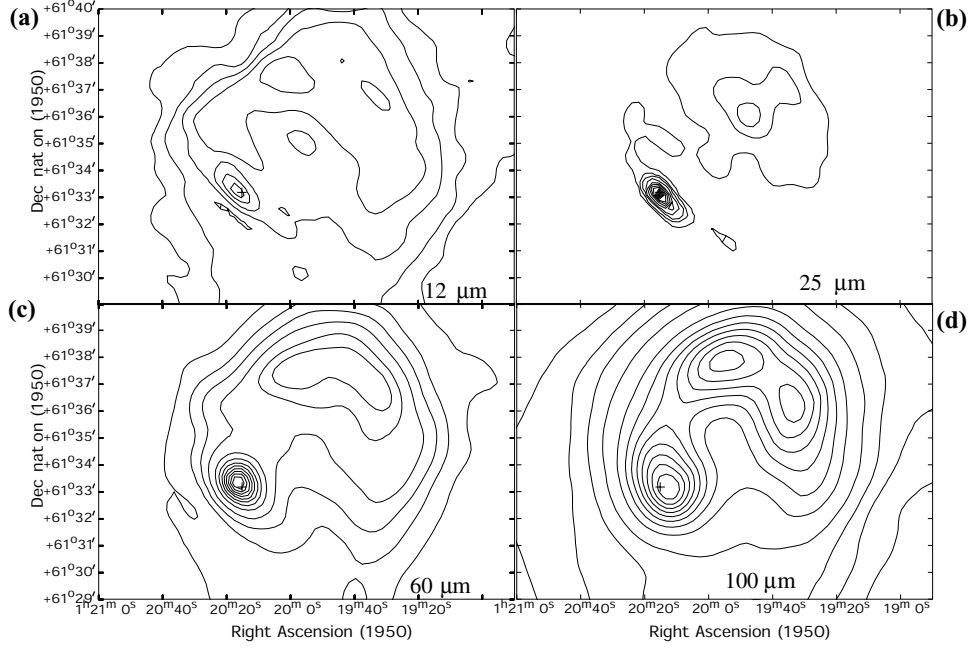 (a)
(b)
+61°40′
+61°39′
+61°38′
+61°37′
+61°36′
+61°35′
+61°34′
+61°33′
+61°32′
+61°31′
+61°30′
Dec nat on (1950)
12 μm
25 μm
(c)
(d)
+61°39′
+61°38′
+61°37′
+61°36′
+61°35′
+61°34′
+61°33′
+61°32′
+61°31′
+61°30′
+61°29′
Dec nat on (1950)
60 μm
100 μm
1ʰ21ᵐ 0ˢ 20ᵐ40ˢ 20ᵐ20ˢ 20ᵐ 0ˢ 19ᵐ40ˢ 19ᵐ20ˢ 1ʰ21ᵐ 0ˢ 20ᵐ40ˢ 20ᵐ20ˢ 20ᵐ 0ˢ 19ᵐ40ˢ 19ᵐ20ˢ 19ᵐ 0ˢ
Right Ascension (1950) Right Ascension (1950)